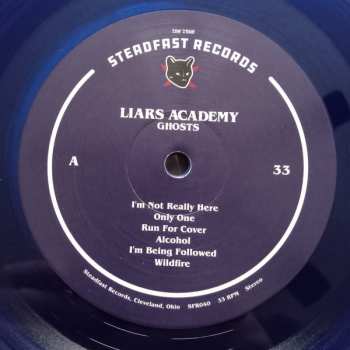 STEADFAST RECORDS
LIARS ACADEMY
GHOSTS
A
33
I'm Not Really Here
Only One
Run For Cover
Alcohol
I'm Being Followed
Wildfire
Steadfast Records, Cleveland, Ohio SFR040 33 RPM Stereo